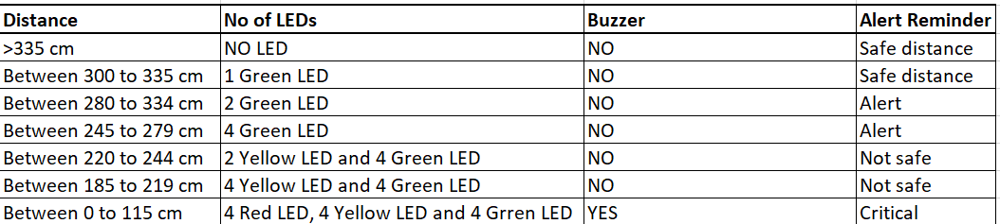 Distance No of LEDs Buzzer Alert Reminder
>335 cm NO LED NO Safe distance
Between 300 to 335 cm 1 Green LED NO Safe distance
Between 280 to 334 cm 2 Green LED NO Alert
Between 245 to 279 cm 4 Green LED NO Alert
Between 220 to 244 cm 2 Yellow LED and 4 Green LED NO Not safe
Between 185 to 219 cm 4 Yellow LED and 4 Green LED NO Not safe
Between 0 to 115 cm 4 Red LED, 4 Yellow LED and 4 Grren LED YES Critical